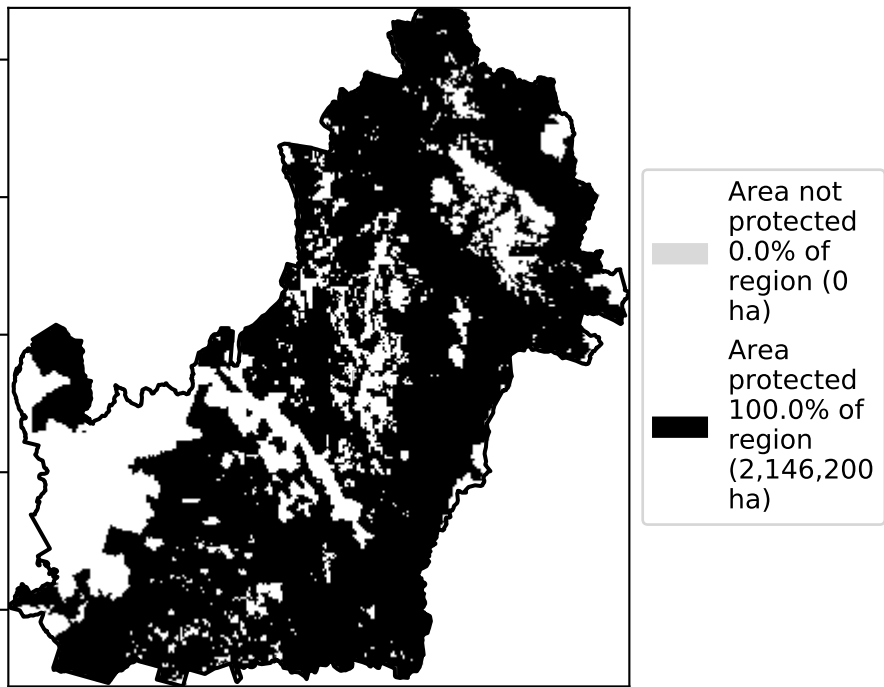 Area not
protected
0.0% of
region (0
ha)
Area
protected
100.0% of
region
(2,146,200
ha)